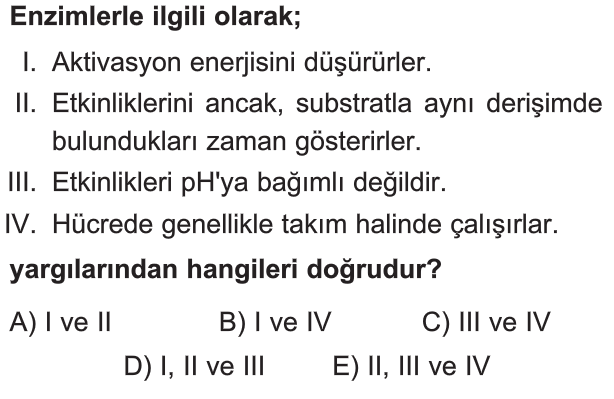 Enzimlerle ilgili olarak;
I. Aktivasyon enerjisini düşürürler.
II. Etkinliklerini ancak, substratla aynı derişimde
bulundukları zaman gösterirler.
III. Etkinlikleri pH'ya bağımlı değildir.
IV. Hücrede genellikle takım halinde çalışırlar.
yargılarından hangileri doğrudur?
A) I ve II B) I ve IV C) III ve IV
D) I, II ve III E) II, III ve IV